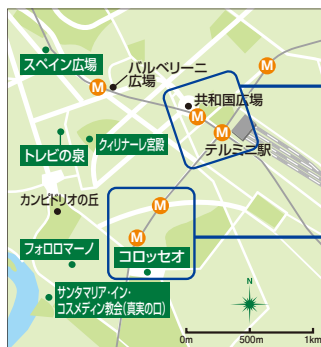 スペイン広場
バルベリーニ
広場
M
M
共和国広場
M
M
テルミニ駅
トレビの泉
クィリナーレ宮殿
カンピドリオの丘
M
M
フォロロマーノ
コロッセオ
サンタマリア・イン・
コスメディン教会(真実の口)
N
0m 500m 1km